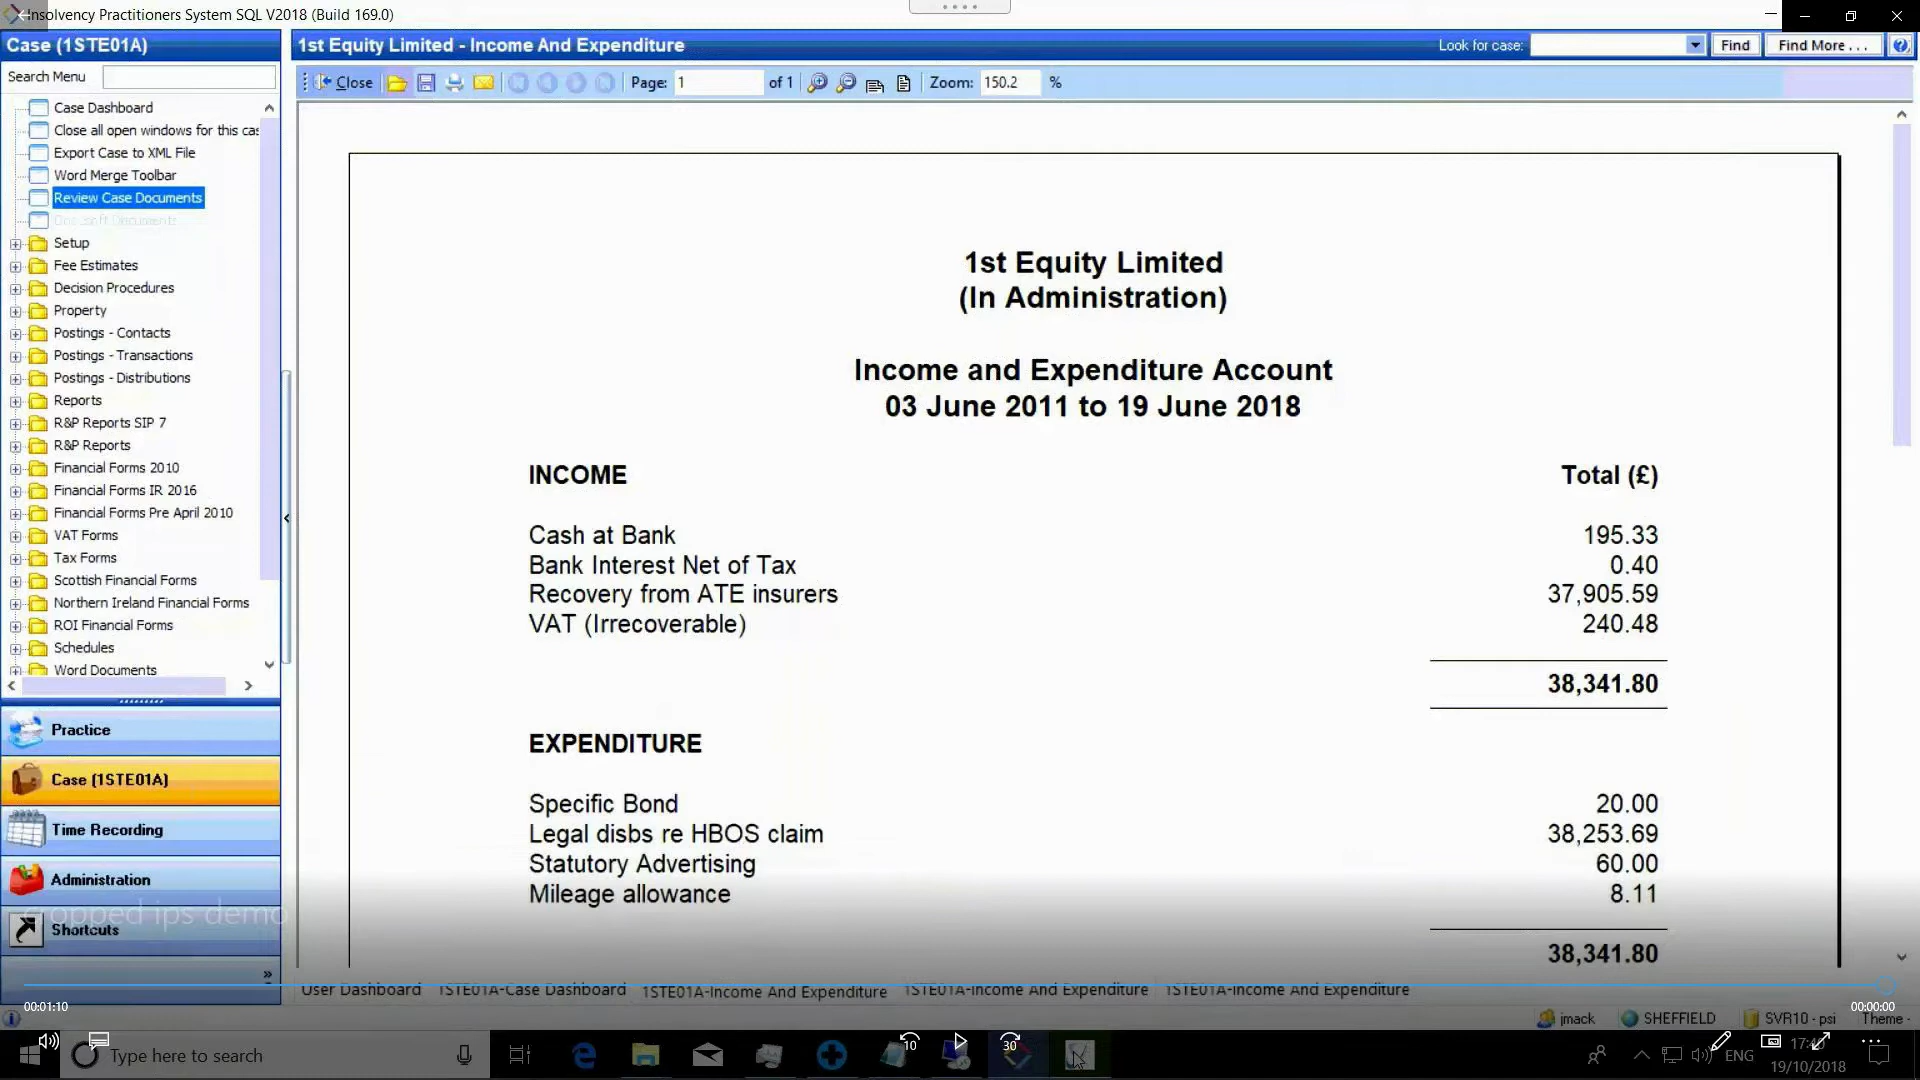 Insolvency Practitioners System SQL V2018 (Build 169.0)
Case (1STE01A)
1st Equity Limited - Income And Expenditure
Look for case:
Find
Find More . . .
Search Menu
Close
Page: 1 of 1
Zoom: 150.2 %
Case Dashboard
Close all open windows for this cas
Export Case to XML File
Word Merge Toolbar
Review Case Documents
Setup
Fee Estimates
Decision Procedures
Property
Postings - Contacts
Postings - Transactions
Postings - Distributions
Reports
R&P Reports SIP 7
R&P Reports
Financial Forms 2010
Financial Forms IR 2016
Financial Forms Pre April 2010
VAT Forms
Tax Forms
Scottish Financial Forms
Northern Ireland Financial Forms
ROI Financial Forms
Schedules
Word Documents
Practice
Case (1STE01A)
Time Recording
Administration
cropped ips demo
Shortcuts
»
1st Equity Limited
(In Administration)
Income and Expenditure Account
03 June 2011 to 19 June 2018
INCOME Total (£)
Cash at Bank 195.33
Bank Interest Net of Tax 0.40
Recovery from ATE insurers 37,905.59
VAT (Irrecoverable) 240.48
38,341.80
EXPENDITURE
Specific Bond 20.00
Legal disbs re HBOS claim 38,253.69
Statutory Advertising 60.00
Mileage allowance 8.11
38,341.80
User Dashboard 1STE01A-Case Dashboard 1STE01A-Income And Expenditure 1STE01A-Income And Expenditure 1STE01A-Income And Expenditure
00:01:10
00:00:00
jmack SHEFFIELD SVR10 - psi Theme -
Type here to search
10
30
ENG
17:40
19/10/2018